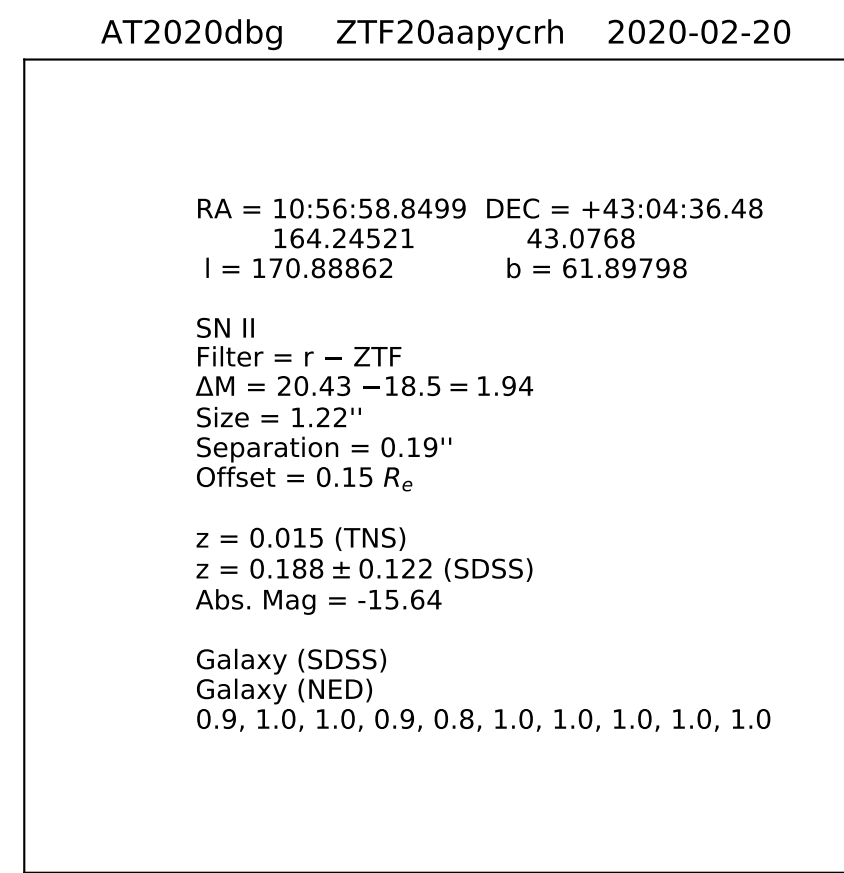 AT2020dbg ZTF20aapycrh 2020-02-20
RA = 10:56:58.8499 DEC = +43:04:36.48
164.24521 43.0768
l = 170.88862 b = 61.89798
SN II
Filter = r − ZTF
ΔM = 20.43 −18.5 = 1.94
Size = 1.22''
Separation = 0.19''
Offset = 0.15 Rₑ
z = 0.015 (TNS)
z = 0.188 ± 0.122 (SDSS)
Abs. Mag = -15.64
Galaxy (SDSS)
Galaxy (NED)
0.9, 1.0, 1.0, 0.9, 0.8, 1.0, 1.0, 1.0, 1.0, 1.0